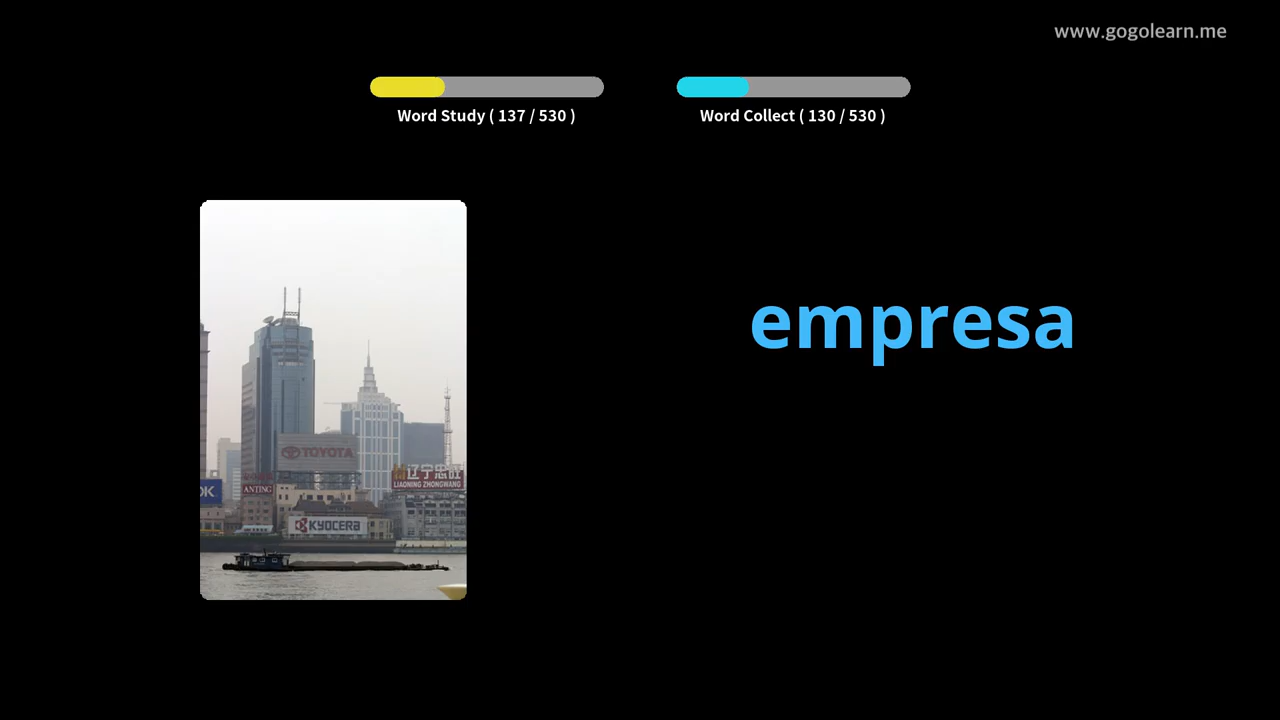 www.gogolearn.me
Word Study ( 137 / 530 )
Word Collect ( 130 / 530 )
empresa
TOYOTA
辽宁忠旺
LIAONING ZHONGWANG
ANTING
KYOCERA